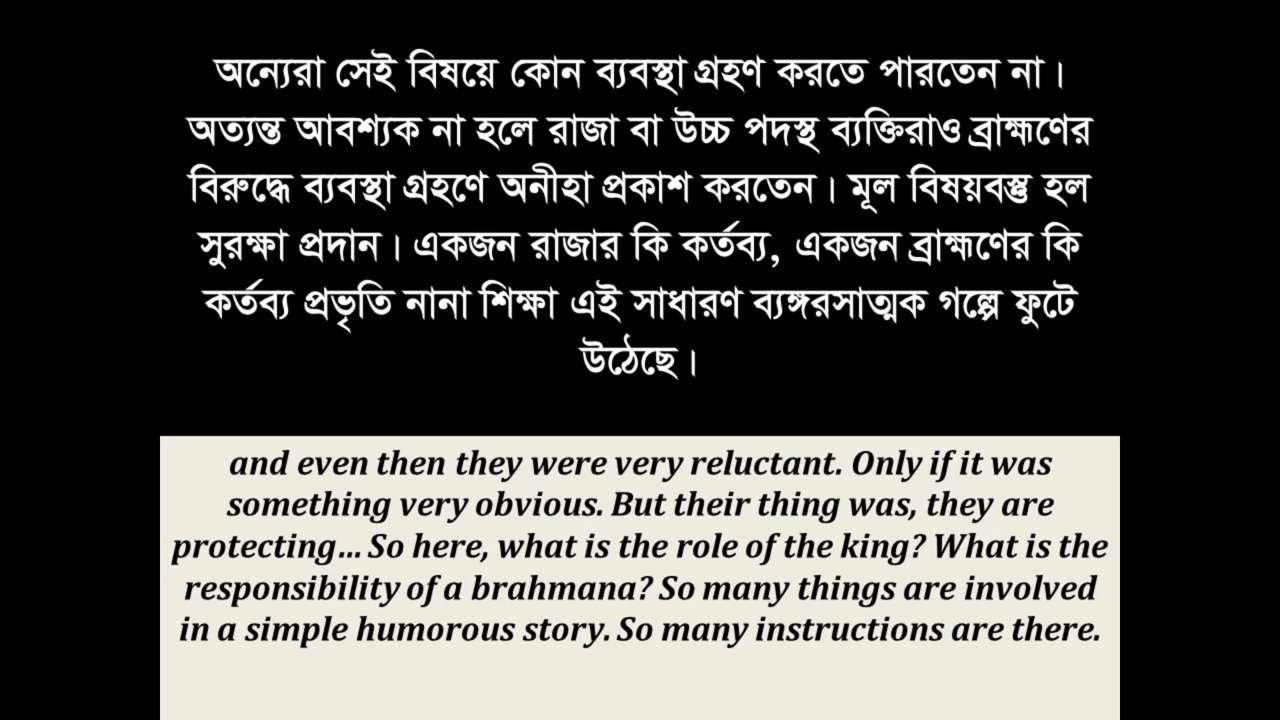 অন্যেরা সেই বিষয়ে কোন ব্যবস্থা গ্রহণ করতে পারতেন না।
অত্যন্ত আবশ্যক না হলে রাজা বা উচ্চ পদস্থ ব্যক্তিরাও ব্রাহ্মণের
বিরুদ্ধে ব্যবস্থা গ্রহণে অনীহা প্রকাশ করতেন। মূল বিষয়বস্তু হল
সুরক্ষা প্রদান। একজন রাজার কি কর্তব্য, একজন ব্রাহ্মণের কি
কর্তব্য প্রভৃতি নানা শিক্ষা এই সাধারণ ব্যঙ্গরসাত্মক গল্পে ফুটে
উঠেছে।
and even then they were very reluctant. Only if it was
something very obvious. But their thing was, they are
protecting... So here, what is the role of the king? What is the
responsibility of a brahmana? So many things are involved
in a simple humorous story. So many instructions are there.